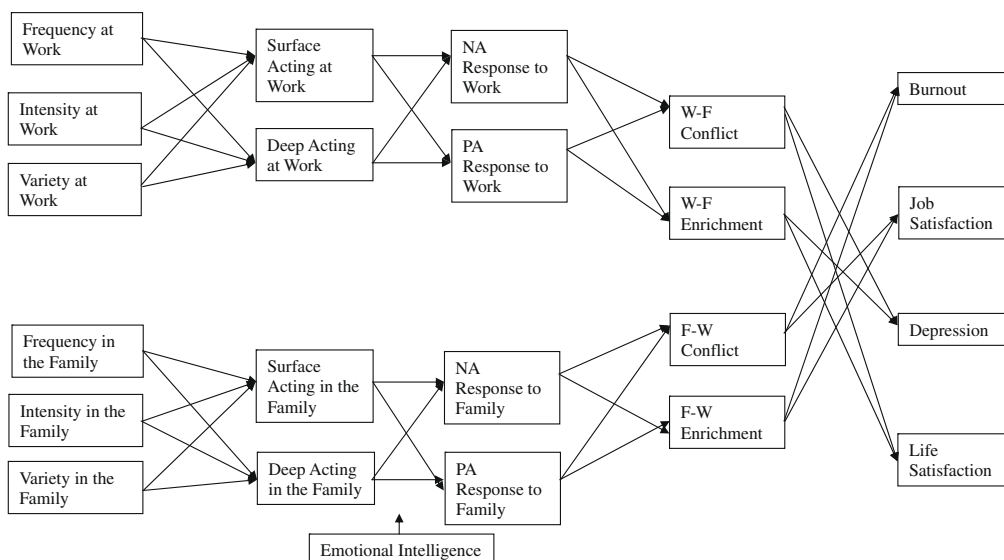 Frequency at
Work
Intensity at
Work
Variety at
Work
Surface
Acting at
Work
Deep Acting
at Work
NA
Response to
Work
PA
Response to
Work
W-F
Conflict
W-F
Enrichment
Burnout
Job
Satisfaction
Frequency in
the Family
Intensity in the
Family
Variety in the
Family
Surface
Acting in the
Family
Deep Acting
in the Family
NA
Response to
Family
PA
Response to
Family
F-W
Conflict
F-W
Enrichment
Depression
Life
Satisfaction
Emotional Intelligence